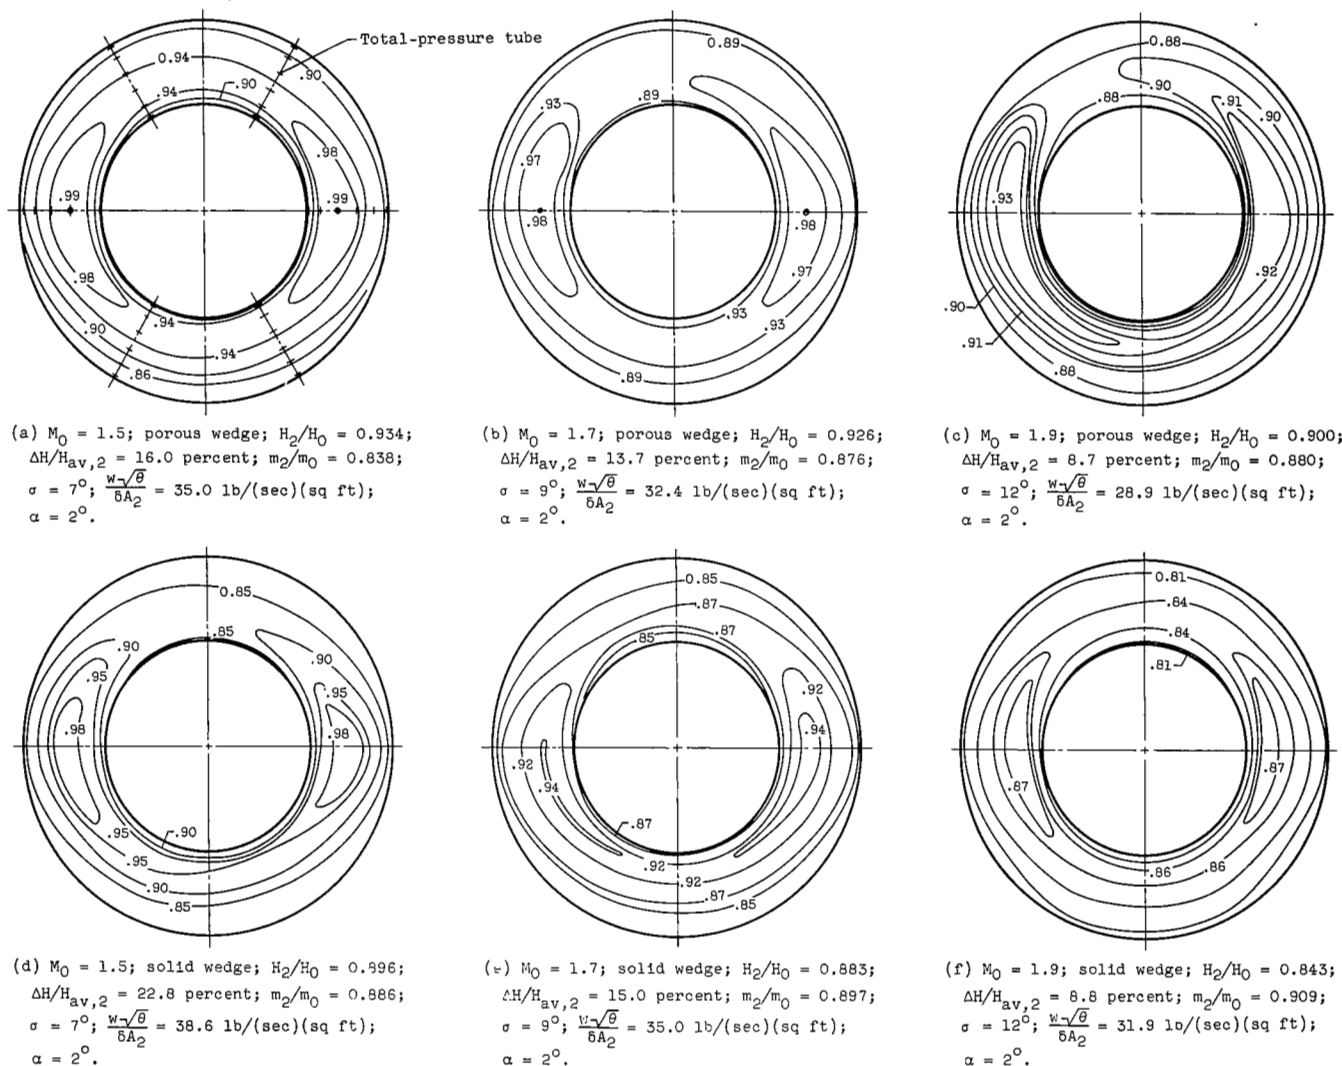 Total-pressure tube
0.94
.90
.90
.94
.98
.98
.99
.99
.98
.94
.90
.94
.86
0.89
.89
.93
.97
.98
.98
.97
.93
.93
.89
0.88
.90
.91
.90
.88
.93
.92
.90
.91
.88
(a) M0 = 1.5; porous wedge; H2/H0 = 0.934;
ΔH/Hav,2 = 16.0 percent; m2/m0 = 0.838;
σ = 7°; w√θ/δA2 = 35.0 lb/(sec)(sq ft);
α = 2°.
(b) M0 = 1.7; porous wedge; H2/H0 = 0.926;
ΔH/Hav,2 = 13.7 percent; m2/m0 = 0.876;
σ = 9°; w√θ/δA2 = 32.4 lb/(sec)(sq ft);
α = 2°.
(c) M0 = 1.9; porous wedge; H2/H0 = 0.900;
ΔH/Hav,2 = 8.7 percent; m2/m0 = 0.880;
σ = 12°; w√θ/δA2 = 28.9 lb/(sec)(sq ft);
α = 2°.
0.85
.85
.90
.90
.95
.95
.98
.98
.95
.90
.95
.90
.85
0.85
.87
.87
.85
.92
.94
.92
.94
.87
.92
.92
.87
.85
0.81
.84
.84
.81
.87
.87
.86
.86
(d) M0 = 1.5; solid wedge; H2/H0 = 0.896;
ΔH/Hav,2 = 22.8 percent; m2/m0 = 0.886;
σ = 7°; w√θ/δA2 = 38.6 lb/(sec)(sq ft);
α = 2°.
(e) M0 = 1.7; solid wedge; H2/H0 = 0.883;
ΔH/Hav,2 = 15.0 percent; m2/m0 = 0.897;
σ = 9°; w√θ/δA2 = 35.0 lb/(sec)(sq ft);
α = 2°.
(f) M0 = 1.9; solid wedge; H2/H0 = 0.843;
ΔH/Hav,2 = 8.8 percent; m2/m0 = 0.909;
σ = 12°; w√θ/δA2 = 31.9 lb/(sec)(sq ft);
α = 2°.